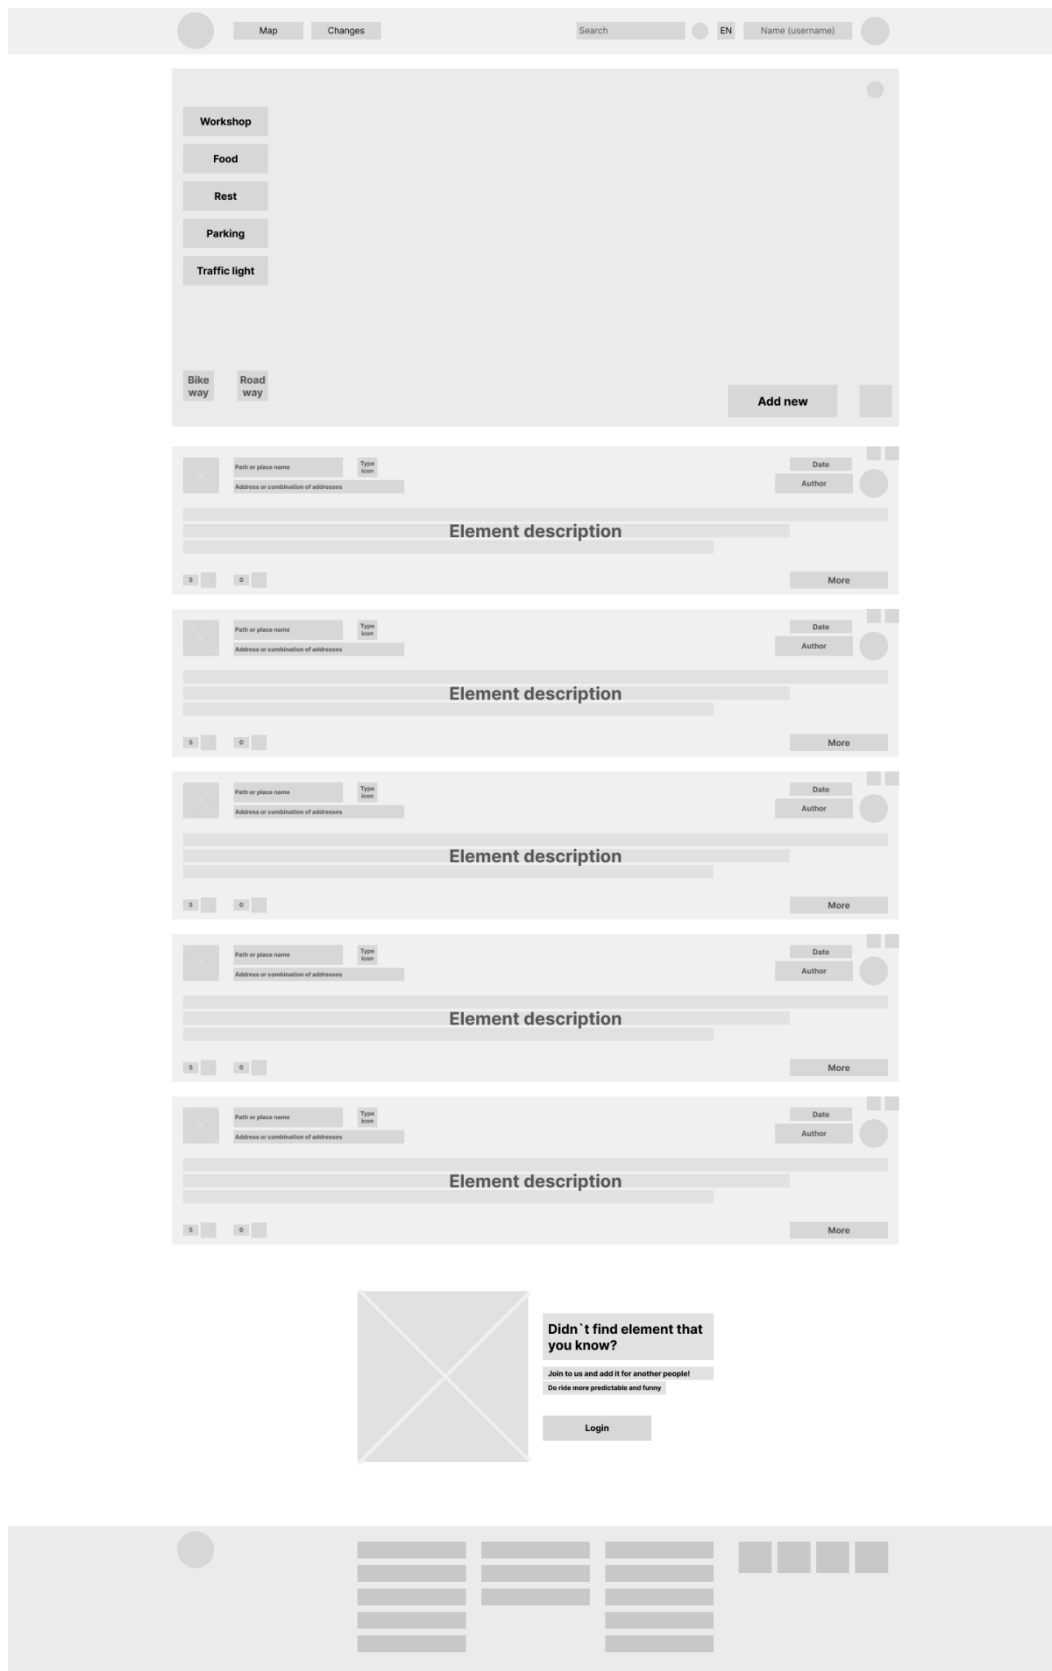 Map
Changes
Search
EN
Name (username)
Workshop
Food
Rest
Parking
Traffic light
Bike
way
Road
way
Add new
Path or place name
Type
icon
Address or combination of addresses
Date
Author
Element description
5
0
More
Path or place name
Type
icon
Address or combination of addresses
Date
Author
Element description
5
0
More
Path or place name
Type
icon
Address or combination of addresses
Date
Author
Element description
5
0
More
Path or place name
Type
icon
Address or combination of addresses
Date
Author
Element description
5
0
More
Path or place name
Type
icon
Address or combination of addresses
Date
Author
Element description
5
0
More
Didn`t find element that
you know?
Join to us and add it for another people!
Do ride more predictable and funny
Login